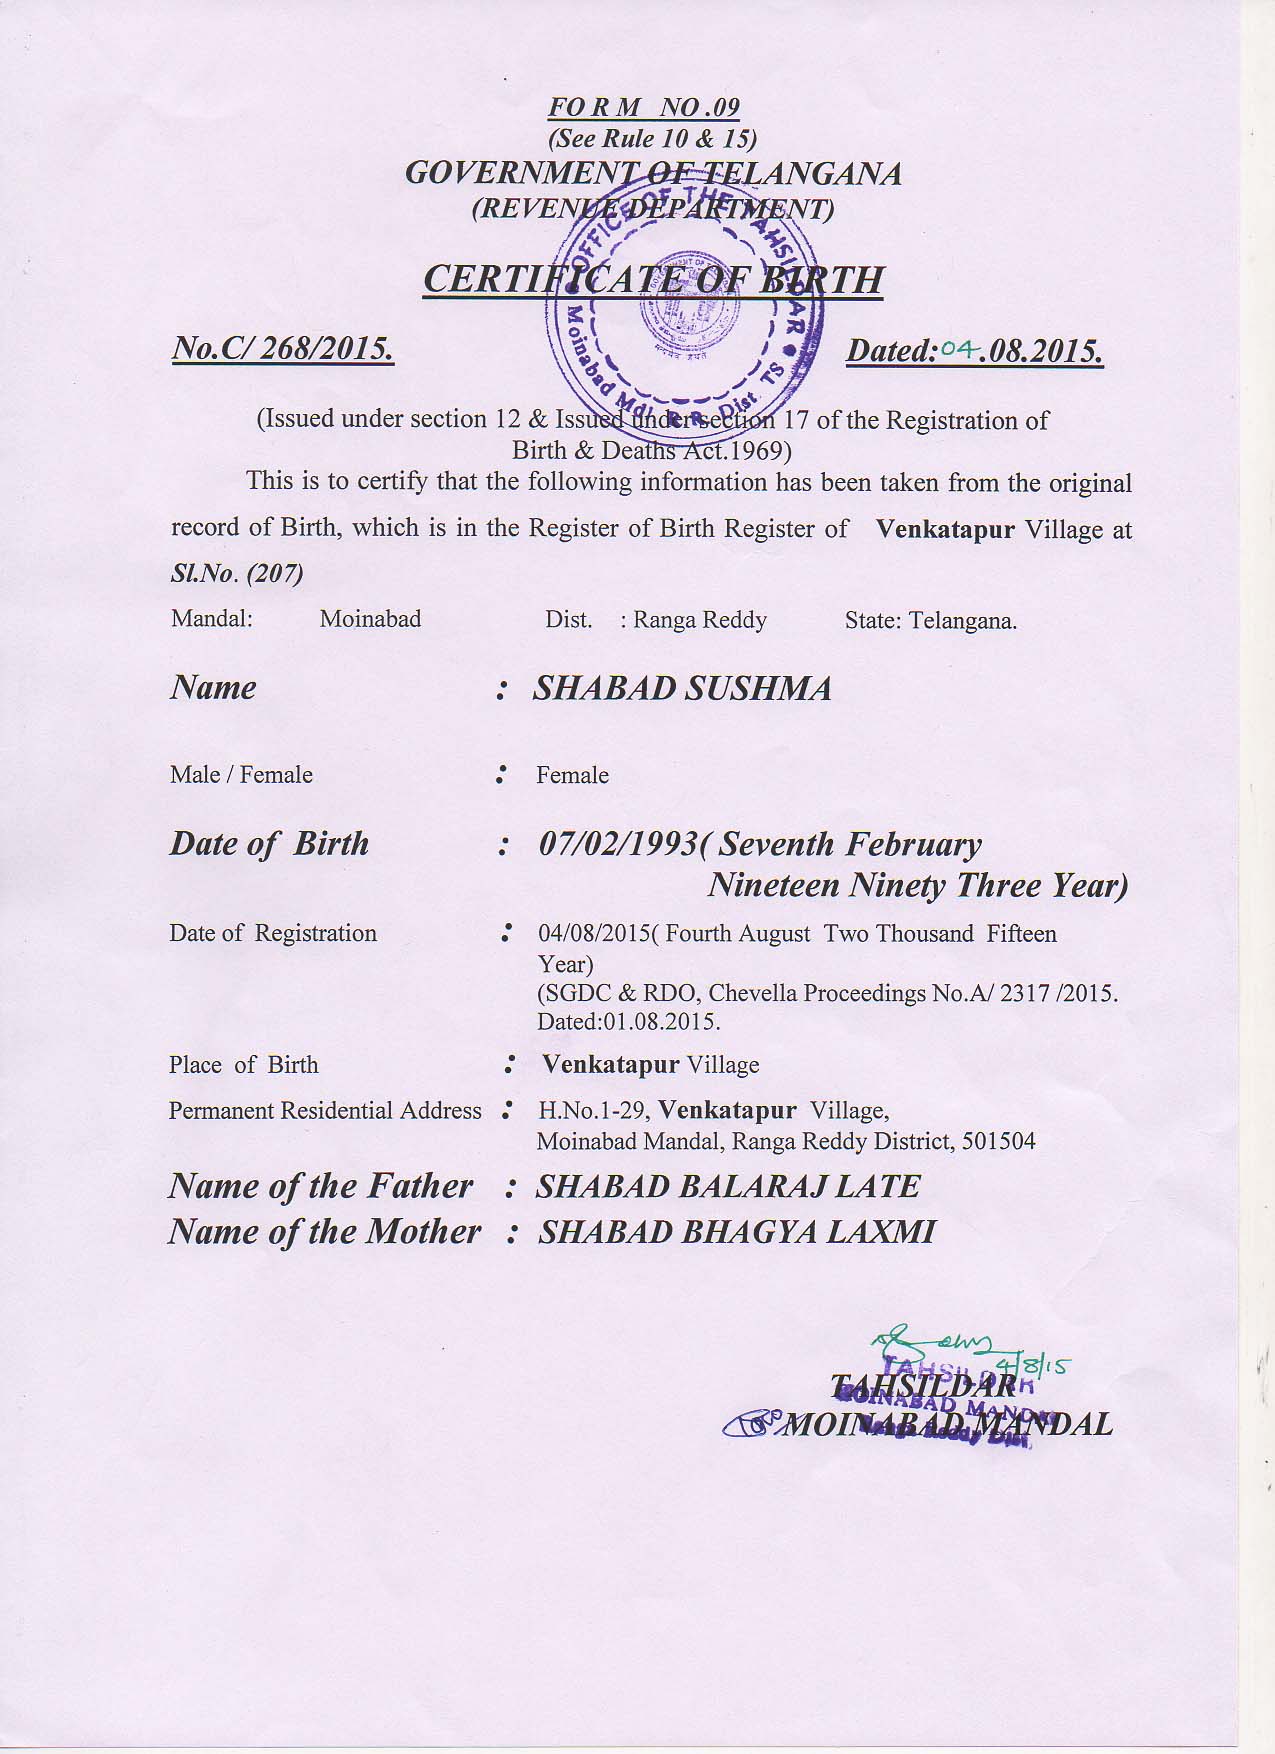 FO R M NO .09
(See Rule 10 & 15)
GOVERNMENT OF TELANGANA
(REVENUE DEPARTMENT)
OFFICE OF THE TAHSILDAR
Moinabad Mdl. R.R. Dist. TS
CERTIFICATE OF BIRTH
No.C/ 268/2015. Dated:04.08.2015.
(Issued under section 12 & Issued under section 17 of the Registration of
Birth & Deaths Act.1969)
This is to certify that the following information has been taken from the original
record of Birth, which is in the Register of Birth Register of Venkatapur Village at
Sl.No. (207)
Mandal: Moinabad Dist. : Ranga Reddy State: Telangana.
Name : SHABAD SUSHMA
Male / Female : Female
Date of Birth : 07/02/1993( Seventh February
Nineteen Ninety Three Year)
Date of Registration : 04/08/2015( Fourth August Two Thousand Fifteen
Year)
(SGDC & RDO, Chevella Proceedings No.A/ 2317 /2015.
Dated:01.08.2015.
Place of Birth : Venkatapur Village
Permanent Residential Address : H.No.1-29, Venkatapur Village,
Moinabad Mandal, Ranga Reddy District, 501504
Name of the Father : SHABAD BALARAJ LATE
Name of the Mother : SHABAD BHAGYA LAXMI
4/8/15
TAHSILDAR
TAHSILDAR
MOINABAD MANDAL
MOINABAD MANDAL
Ranga Reddy Dist.